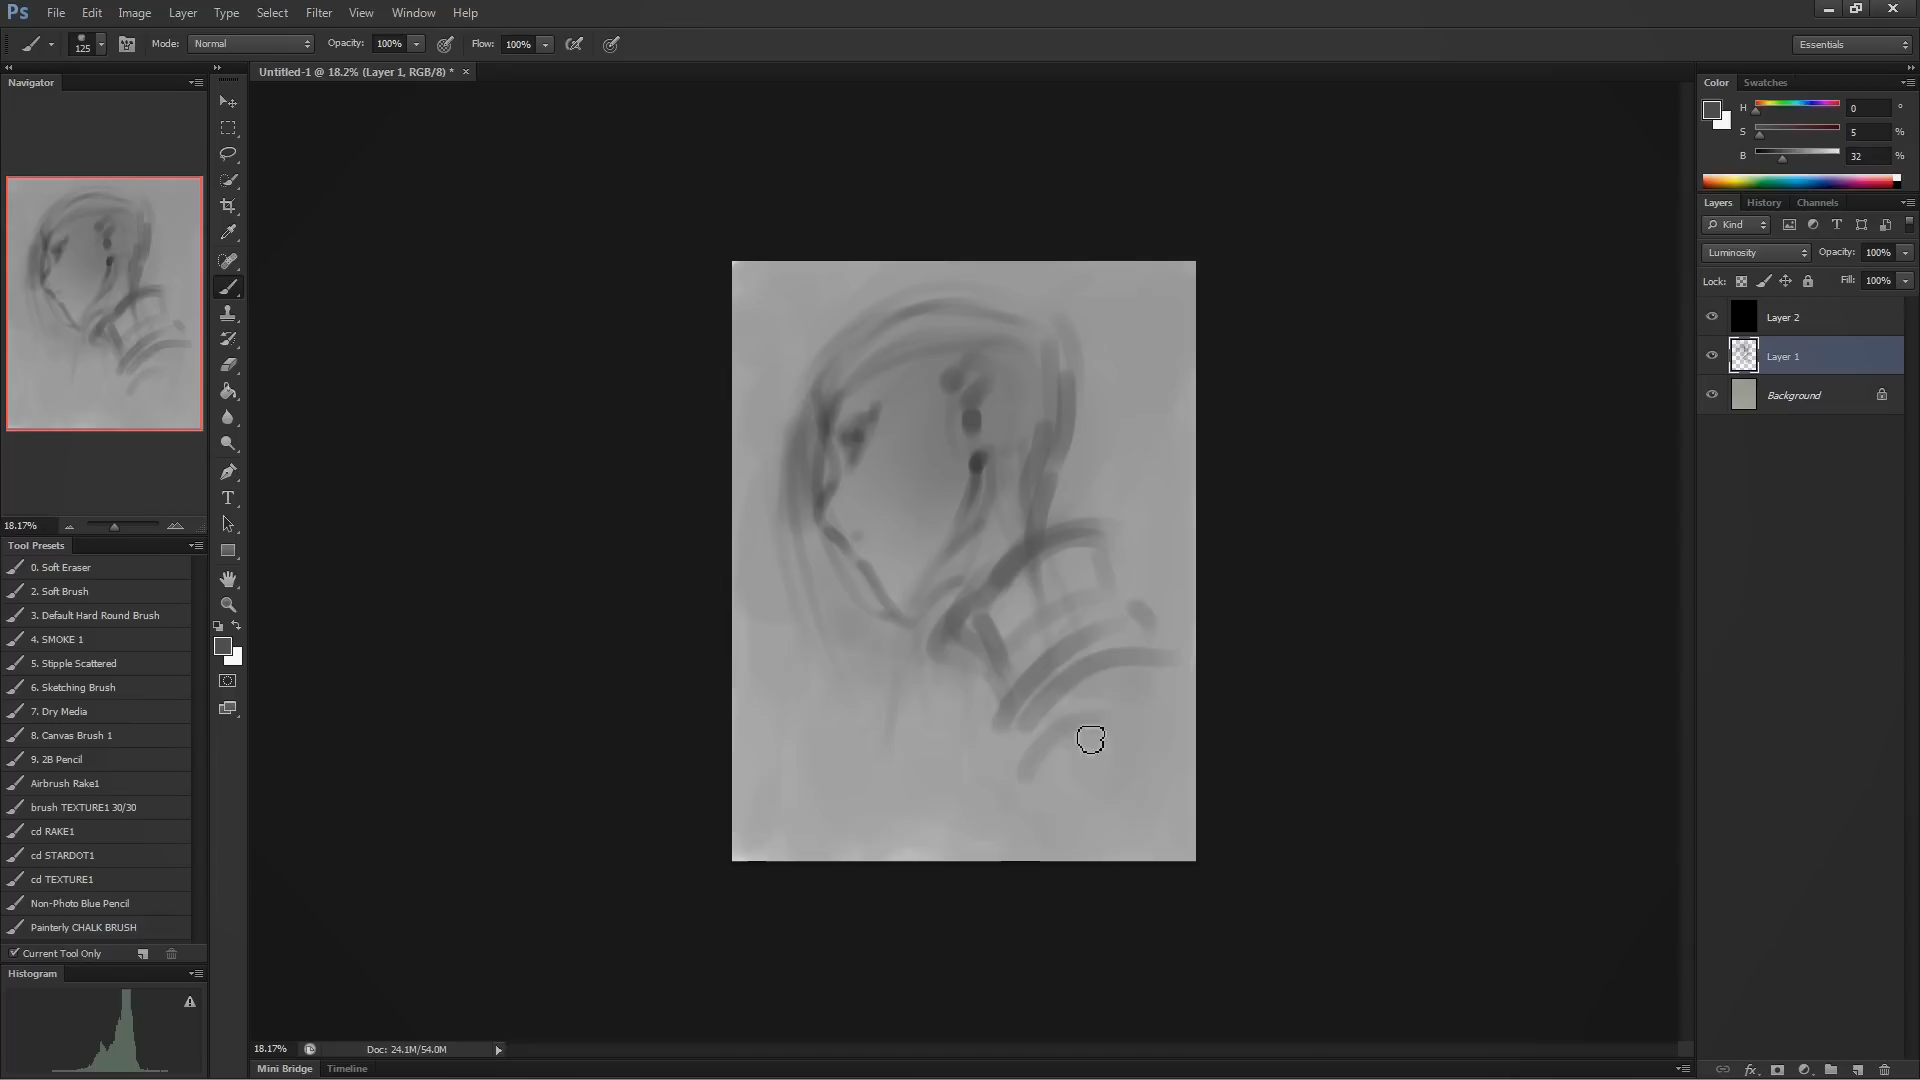 Ps File Edit Image Layer Type Select Filter View Window Help
125 Mode: Normal Opacity: 100% Flow: 100% Essentials
Untitled-1 @ 18.2% (Layer 1, RGB/8) * ×
Navigator
18.17%
Tool Presets
0. Soft Eraser
2. Soft Brush
3. Default Hard Round Brush
4. SMOKE 1
5. Stipple Scattered
6. Sketching Brush
7. Dry Media
8. Canvas Brush 1
9. 2B Pencil
Airbrush Rake1
brush TEXTURE1 30/30
cd RAKE1
cd STARDOT1
cd TEXTURE1
Non-Photo Blue Pencil
Painterly CHALK BRUSH
Current Tool Only
Histogram
18.17% Doc: 24.1M/54.0M
Mini Bridge Timeline
Color Swatches
H 0 °
S 5 %
B 32 %
Layers History Channels
Kind
Luminosity Opacity: 100%
Lock: Fill: 100%
Layer 2
Layer 1
Background